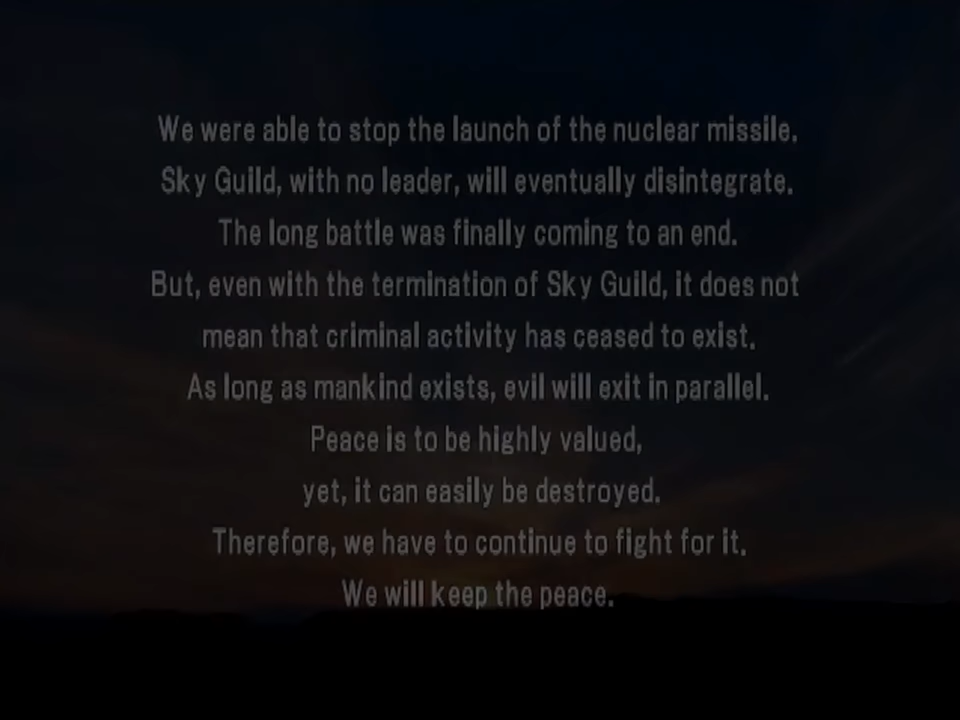 We were able to stop the launch of the nuclear missile.
Sky Guild, with no leader, will eventually disintegrate.
The long battle was finally coming to an end.
But, even with the termination of Sky Guild, it does not
mean that criminal activity has ceased to exist.
As long as mankind exists, evil will exit in parallel.
Peace is to be highly valued,
yet, it can easily be destroyed.
Therefore, we have to continue to fight for it.
We will keep the peace.